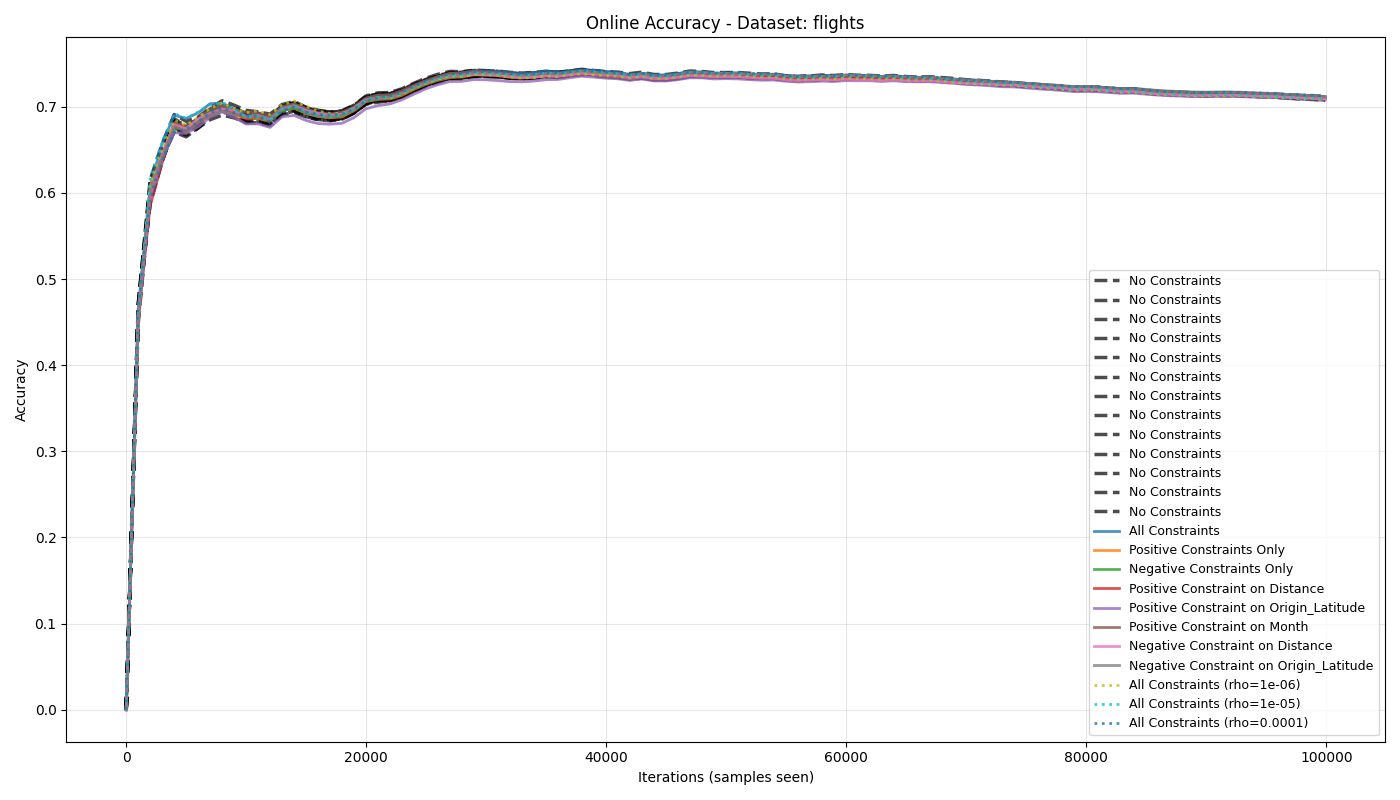 Online Accuracy - Dataset: flights
Accuracy
0.7
0.6
0.5
0.4
0.3
0.2
0.1
0.0
No Constraints
No Constraints
No Constraints
No Constraints
No Constraints
No Constraints
No Constraints
No Constraints
No Constraints
No Constraints
No Constraints
No Constraints
No Constraints
All Constraints
Positive Constraints Only
Negative Constraints Only
Positive Constraint on Distance
Positive Constraint on Origin_Latitude
Positive Constraint on Month
Negative Constraint on Distance
Negative Constraint on Origin_Latitude
All Constraints (rho=1e-06)
All Constraints (rho=1e-05)
All Constraints (rho=0.0001)
0 20000 40000 60000 80000 100000
Iterations (samples seen)